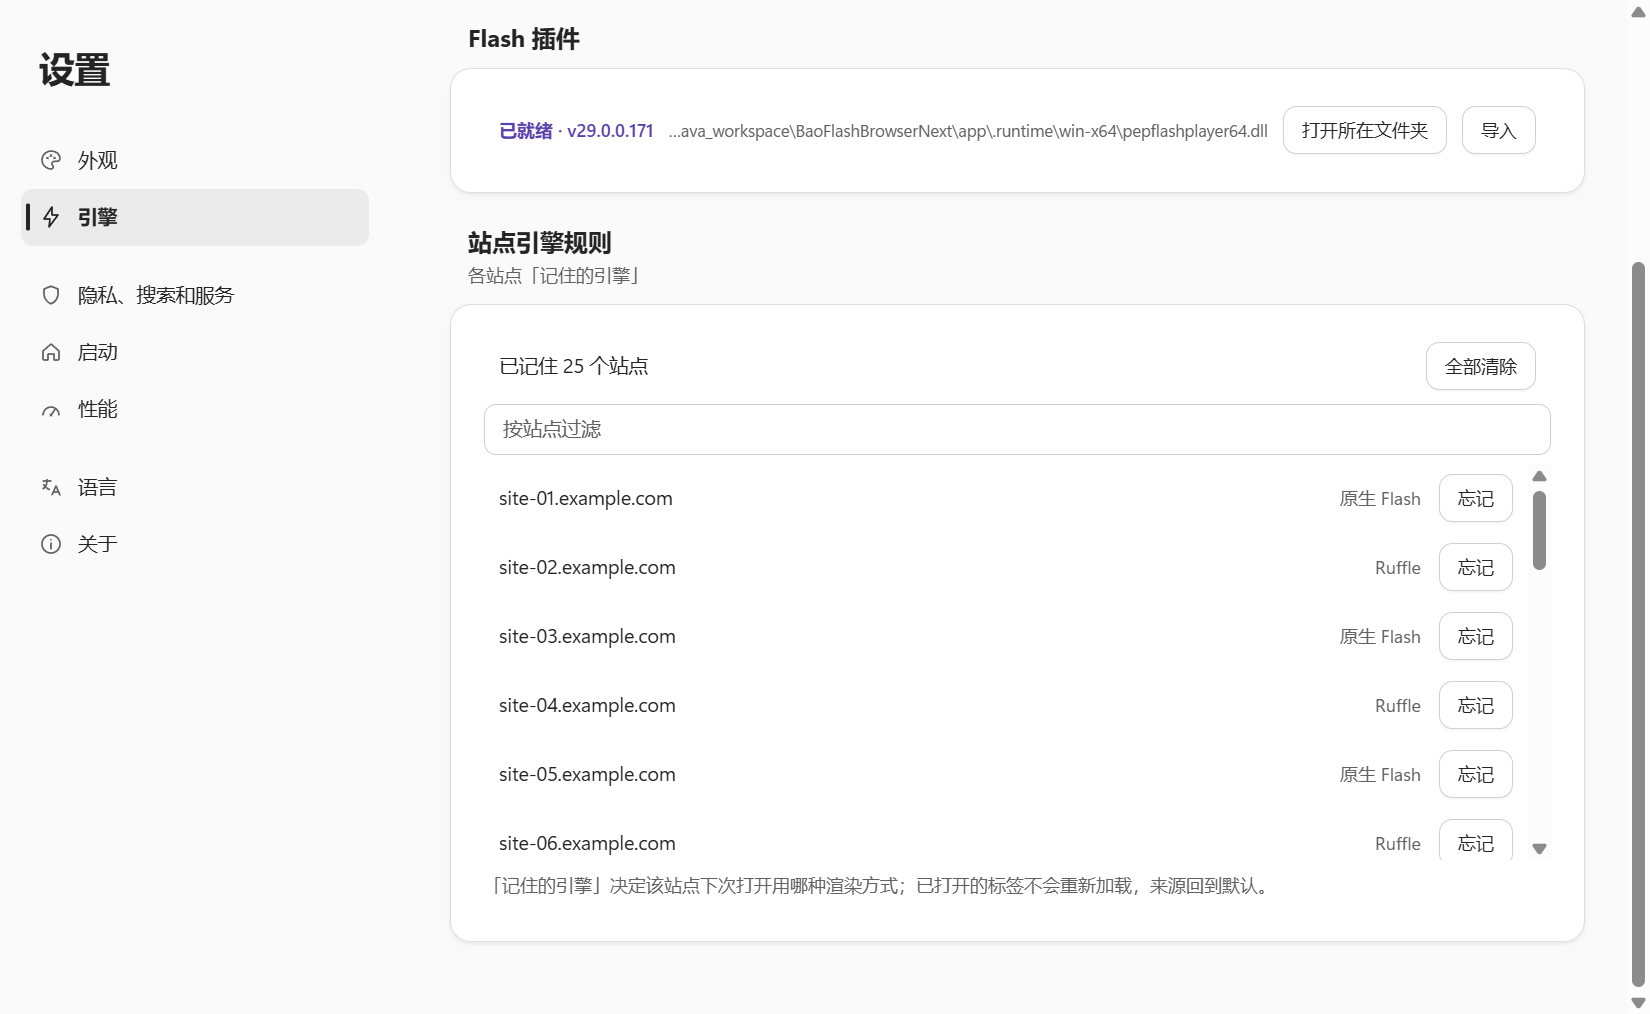 设置
外观
引擎
隐私、搜索和服务
启动
性能
语言
关于
Flash 插件
已就绪 · v29.0.0.171 ...ava_workspace\BaoFlashBrowserNext\app\.runtime\win-x64\pepflashplayer64.dll 打开所在文件夹 导入
站点引擎规则
各站点「记住的引擎」
已记住 25 个站点 全部清除
按站点过滤
site-01.example.com 原生 Flash 忘记
site-02.example.com Ruffle 忘记
site-03.example.com 原生 Flash 忘记
site-04.example.com Ruffle 忘记
site-05.example.com 原生 Flash 忘记
site-06.example.com Ruffle 忘记
「记住的引擎」决定该站点下次打开用哪种渲染方式；已打开的标签不会重新加载，来源回到默认。